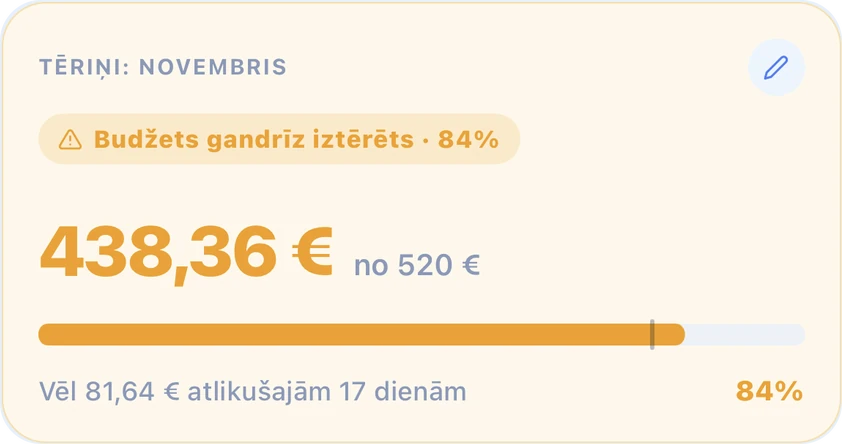 TĒRIŅI: NOVEMBRIS
Budžets gandrīz iztērēts · 84%
438,36 € no 520 €
Vēl 81,64 € atlikušajām 17 dienām 84%